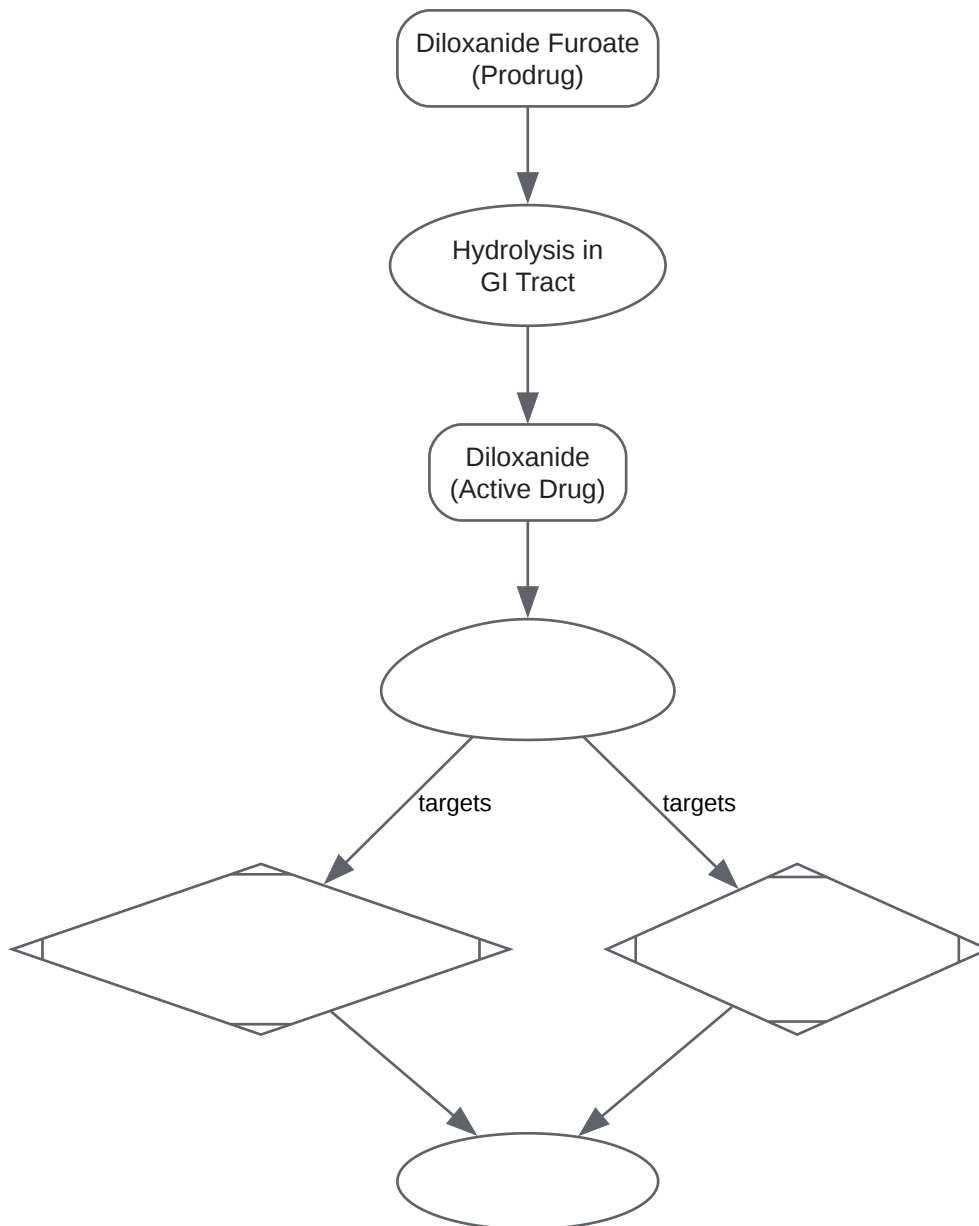 Diloxanide Furoate
(Prodrug)
Hydrolysis in
GI Tract
Diloxanide
(Active Drug)
targets
targets